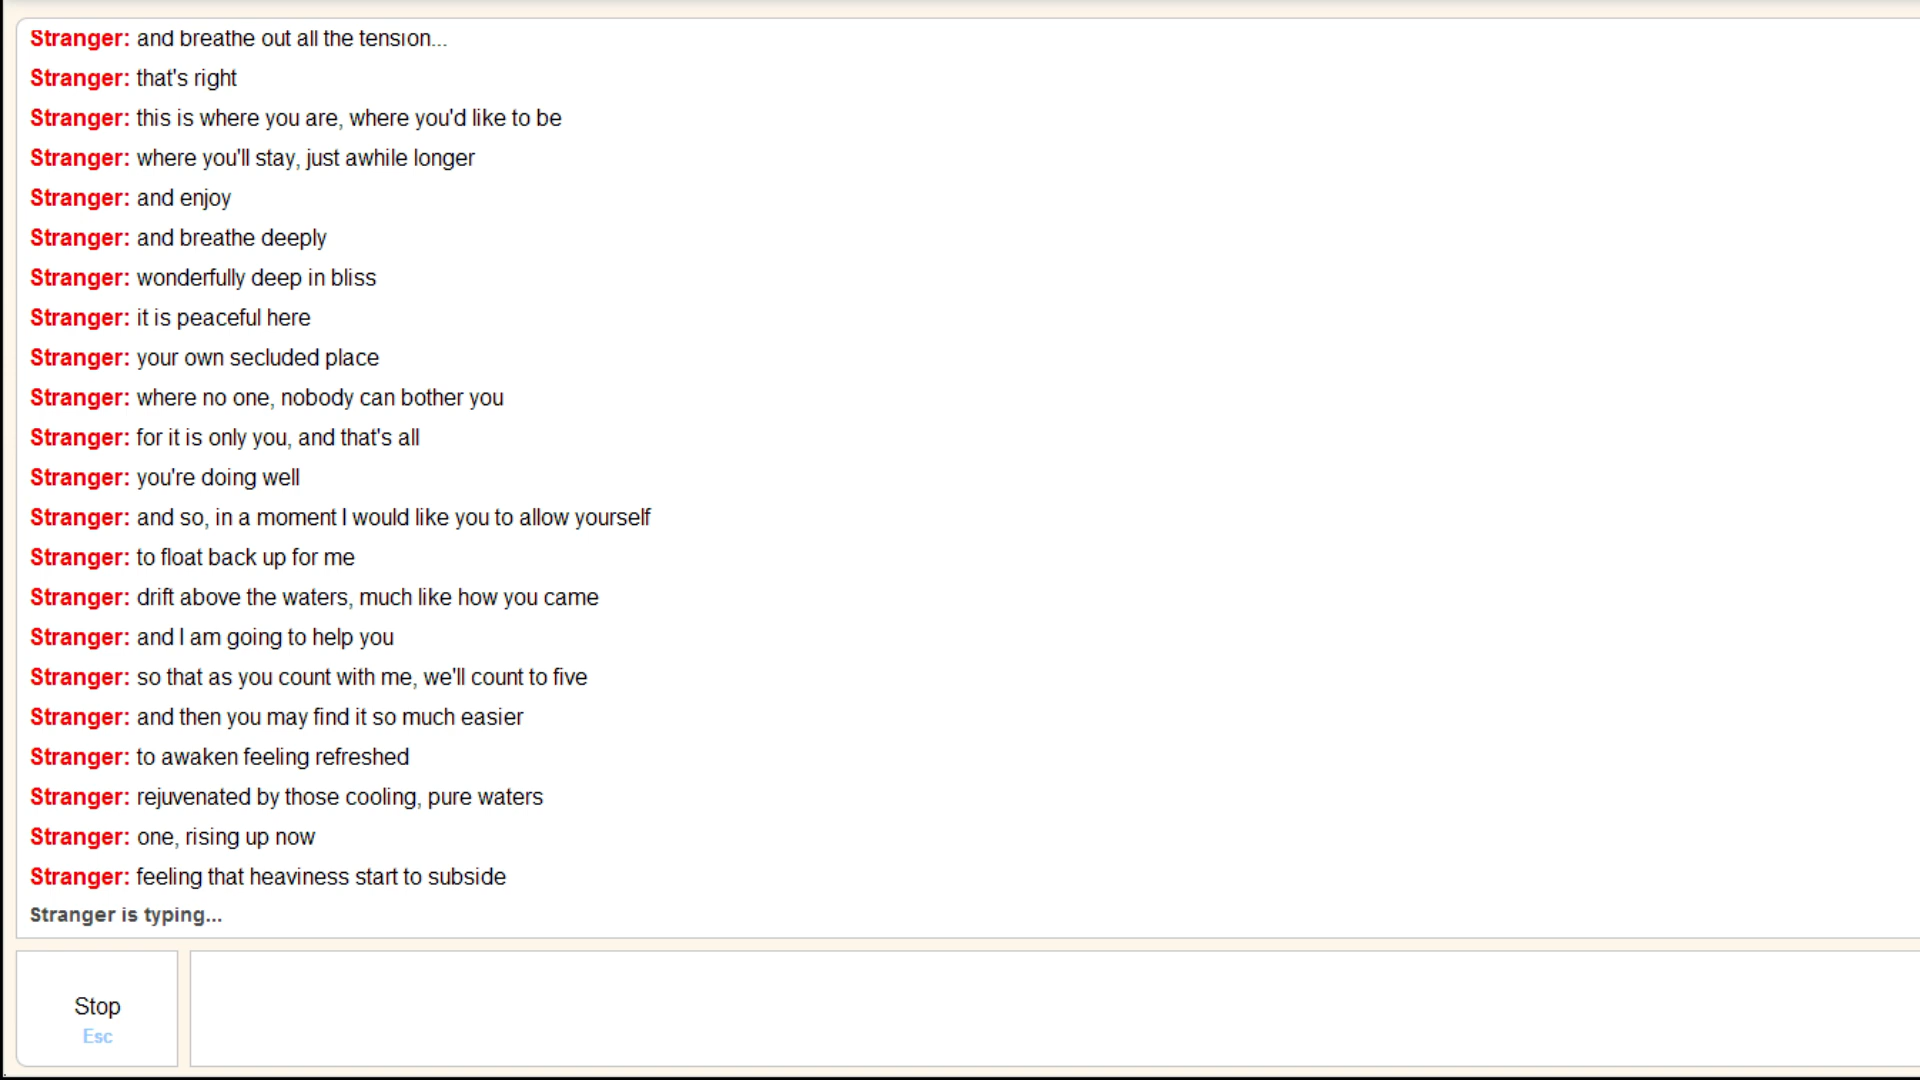 Stranger: and breathe out all the tension...
Stranger: that's right
Stranger: this is where you are, where you'd like to be
Stranger: where you'll stay, just awhile longer
Stranger: and enjoy
Stranger: and breathe deeply
Stranger: wonderfully deep in bliss
Stranger: it is peaceful here
Stranger: your own secluded place
Stranger: where no one, nobody can bother you
Stranger: for it is only you, and that's all
Stranger: you're doing well
Stranger: and so, in a moment I would like you to allow yourself
Stranger: to float back up for me
Stranger: drift above the waters, much like how you came
Stranger: and I am going to help you
Stranger: so that as you count with me, we'll count to five
Stranger: and then you may find it so much easier
Stranger: to awaken feeling refreshed
Stranger: rejuvenated by those cooling, pure waters
Stranger: one, rising up now
Stranger: feeling that heaviness start to subside
Stranger is typing...
Stop
Esc